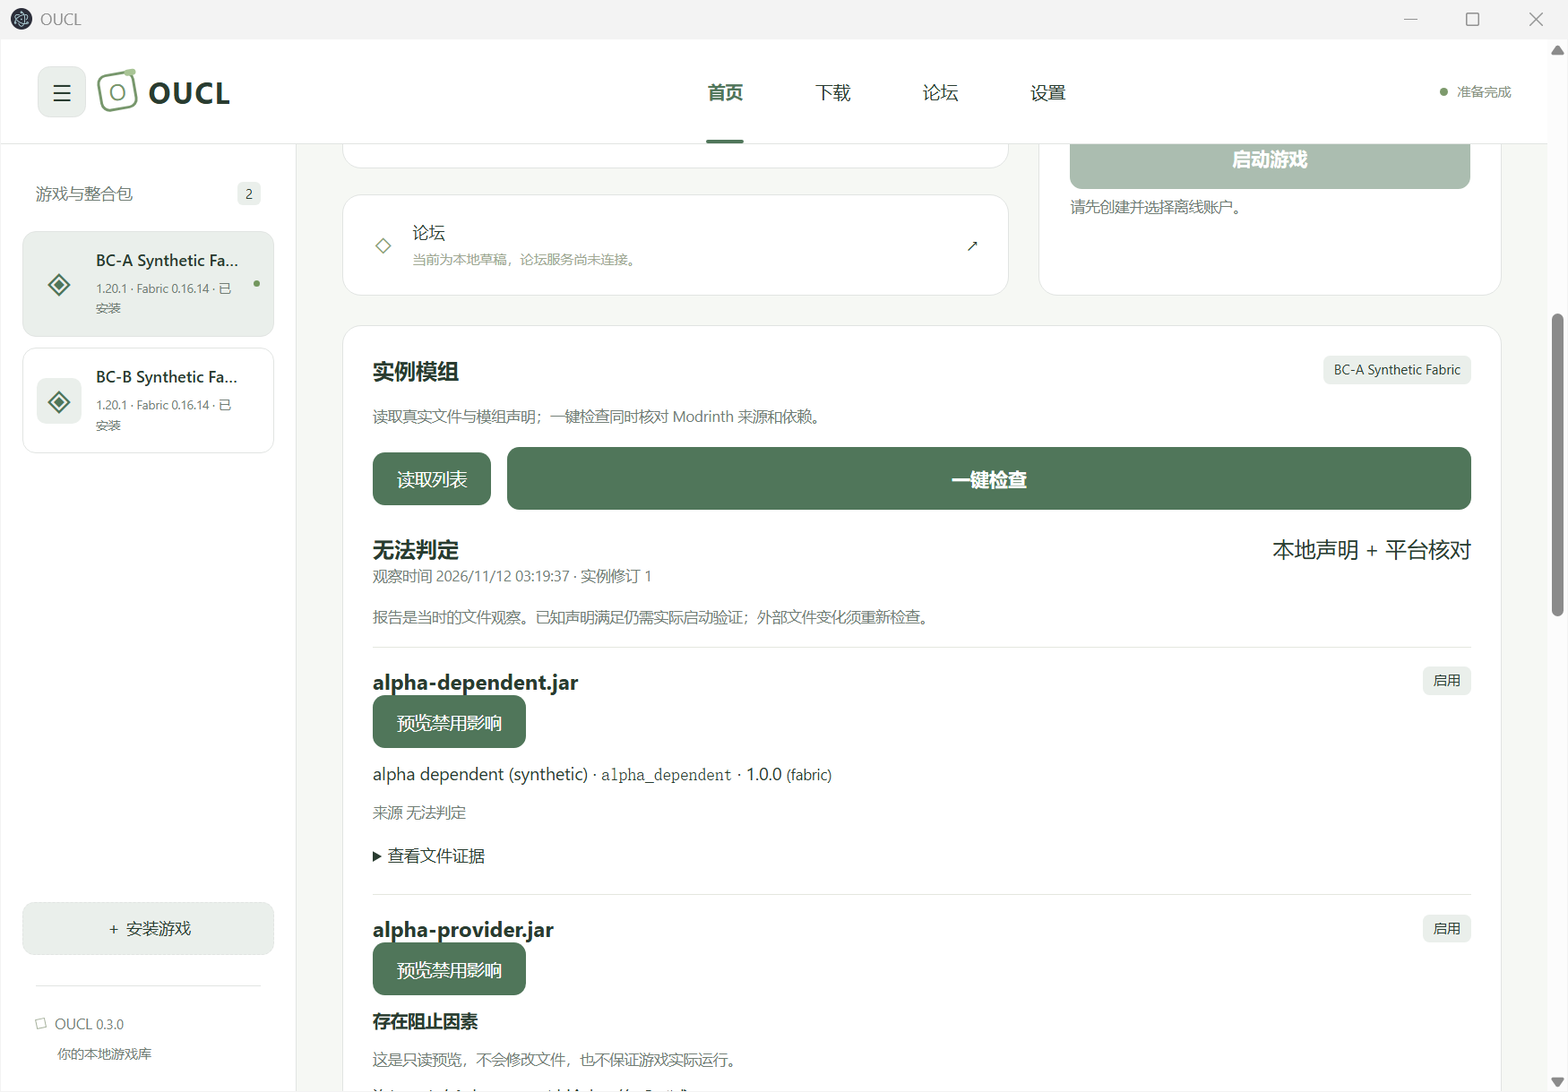 OUCL
O OUCL
首页 下载 论坛 设置
准备完成
游戏与整合包 2
BC-A Synthetic Fa...
1.20.1 · Fabric 0.16.14 · 已
安装
BC-B Synthetic Fa...
1.20.1 · Fabric 0.16.14 · 已
安装
+ 安装游戏
OUCL 0.3.0
你的本地游戏库
启动游戏
请先创建并选择离线账户。
论坛
当前为本地草稿，论坛服务尚未连接。
实例模组
BC-A Synthetic Fabric
读取真实文件与模组声明；一键检查同时核对 Modrinth 来源和依赖。
读取列表
一键检查
无法判定
本地声明 + 平台核对
观察时间 2026/11/12 03:19:37 · 实例修订 1
报告是当时的文件观察。已知声明满足仍需实际启动验证；外部文件变化须重新检查。
alpha-dependent.jar
启用
预览禁用影响
alpha dependent (synthetic) · alpha_dependent · 1.0.0 (fabric)
来源 无法判定
查看文件证据
alpha-provider.jar
启用
预览禁用影响
存在阻止因素
这是只读预览，不会修改文件，也不保证游戏实际运行。